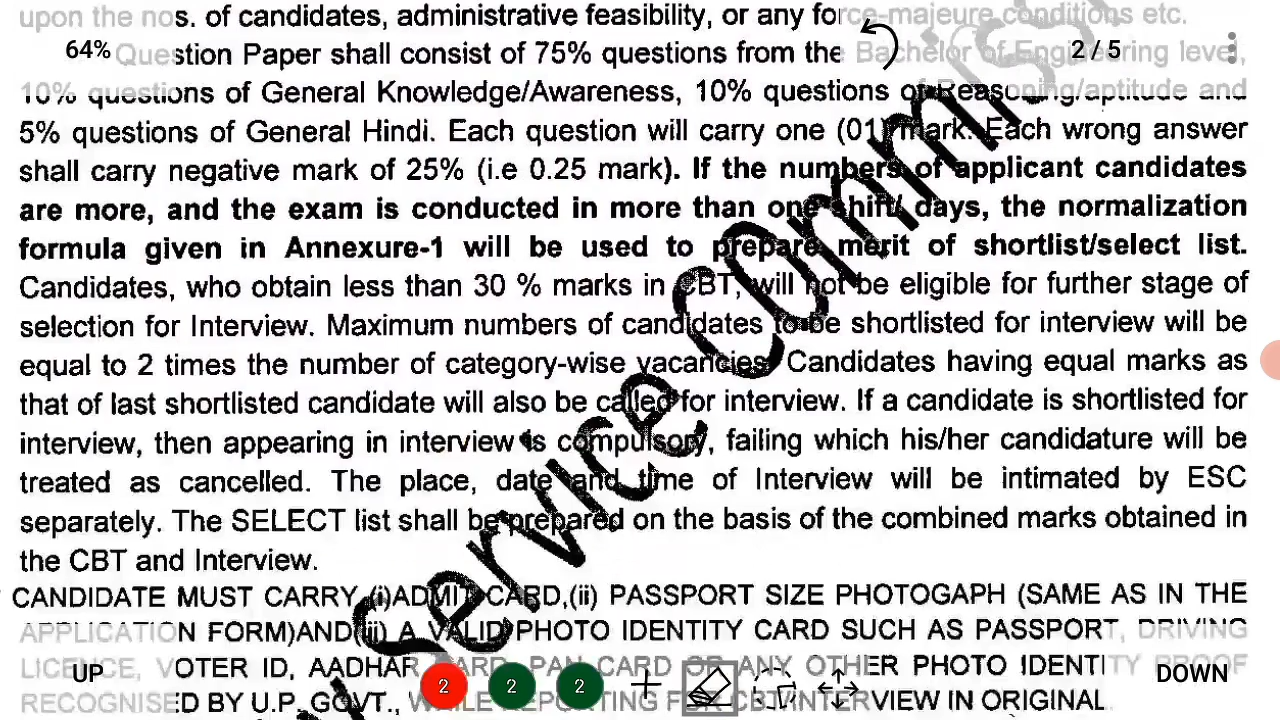 upon the nos. of candidates, administrative feasibility, or any force-majeure conditions etc.
64% Question Paper shall consist of 75% questions from the Bachelor of Engineering level, 2 / 5
10% questions of General Knowledge/Awareness, 10% questions of Reasoning/aptitude and
5% questions of General Hindi. Each question will carry one (01) mark. Each wrong answer
shall carry negative mark of 25% (i.e 0.25 mark). If the numbers of applicant candidates
are more, and the exam is conducted in more than one shift/ days, the normalization
formula given in Annexure-1 will be used to prepare merit of shortlist/select list.
Candidates, who obtain less than 30 % marks in CBT, will not be eligible for further stage of
selection for Interview. Maximum numbers of candidates to be shortlisted for interview will be
equal to 2 times the number of category-wise vacancies. Candidates having equal marks as
that of last shortlisted candidate will also be called for interview. If a candidate is shortlisted for
interview, then appearing in interview is compulsory, failing which his/her candidature will be
treated as cancelled. The place, date and time of Interview will be intimated by ESC
separately. The SELECT list shall be prepared on the basis of the combined marks obtained in
the CBT and Interview.
CANDIDATE MUST CARRY (i)ADMIT CARD,(ii) PASSPORT SIZE PHOTOGAPH (SAME AS IN THE
APPLICATION FORM)AND(iii) A VALID PHOTO IDENTITY CARD SUCH AS PASSPORT, DRIVING
LICENCE, VOTER ID, AADHAR CARD, PAN CARD OR ANY OTHER PHOTO IDENTITY PROOF
RECOGNISED BY U.P. GOVT., WHILE REPORTING FOR CBT/INTERVIEW IN ORIGINAL
UP
2 2 2
DOWN
Service Commis